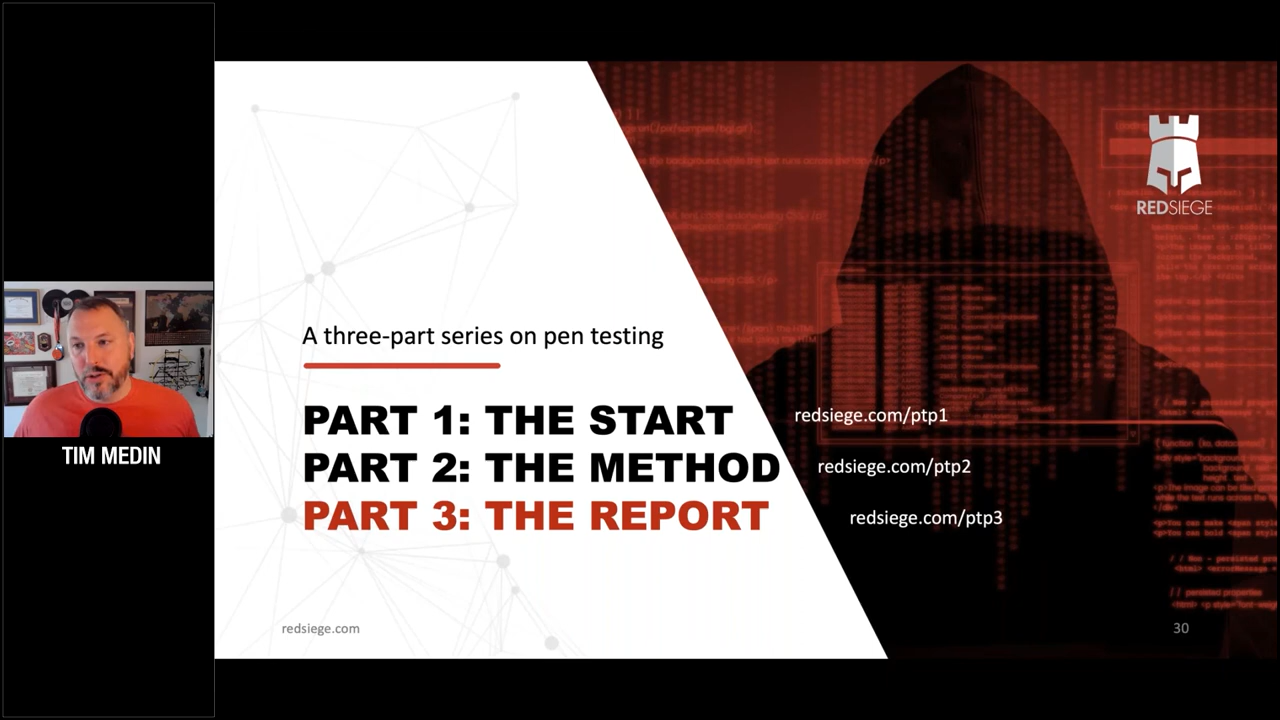 TIM MEDIN
A three-part series on pen testing
PART 1: THE START
redsiege.com/ptp1
PART 2: THE METHOD
redsiege.com/ptp2
PART 3: THE REPORT
redsiege.com/ptp3
REDSIEGE
redsiege.com
30